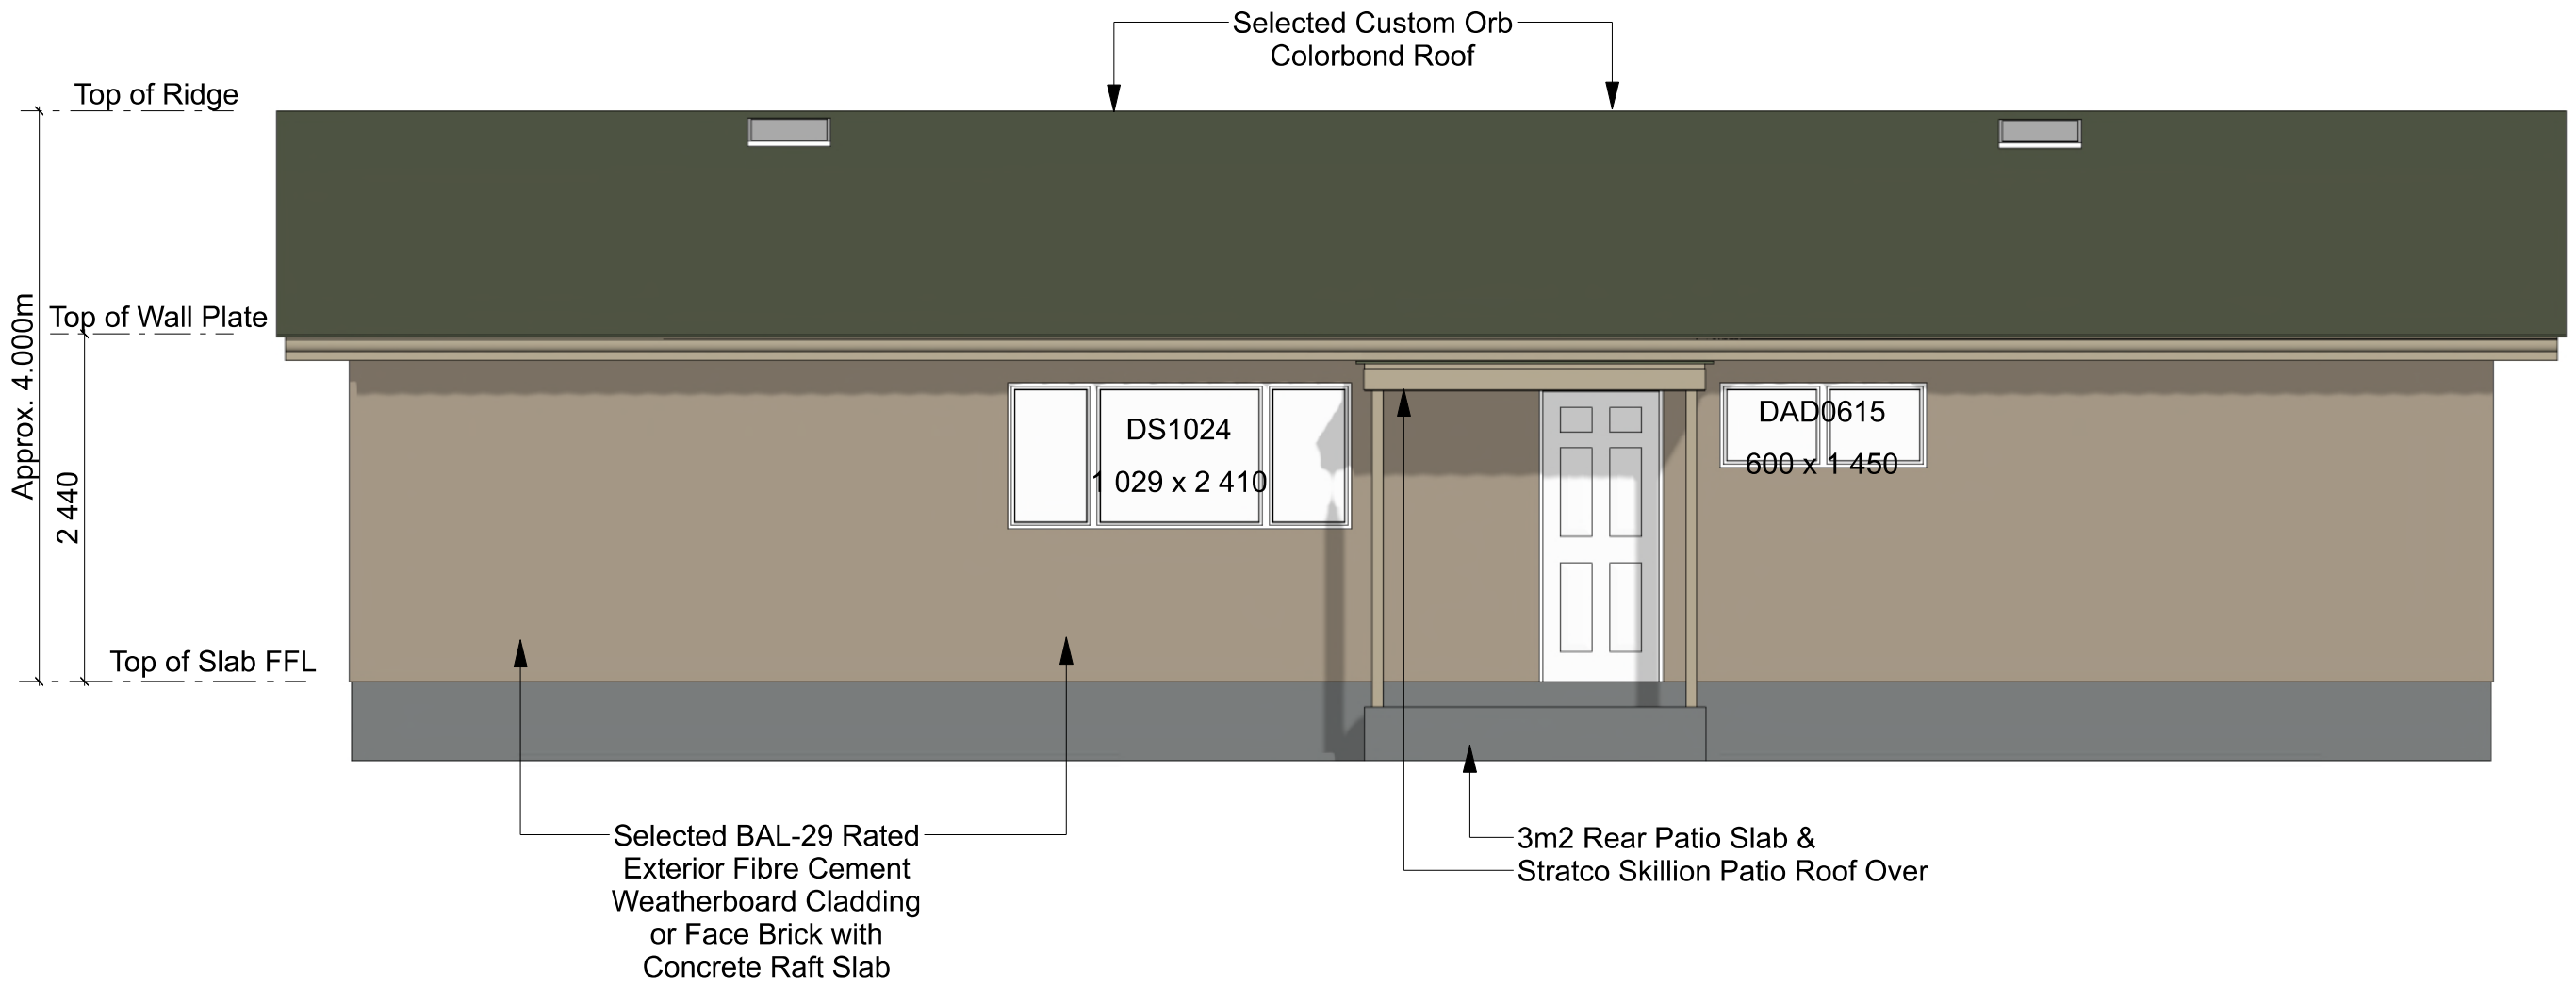 Selected Custom Orb
Colorbond Roof
Top of Ridge
Approx. 4.000m
Top of Wall Plate
2 440
Top of Slab FFL
DS1024
1 029 x 2 410
DAD0615
600 x 1 450
Selected BAL-29 Rated
Exterior Fibre Cement
Weatherboard Cladding
or Face Brick with
Concrete Raft Slab
3m2 Rear Patio Slab &
Stratco Skillion Patio Roof Over